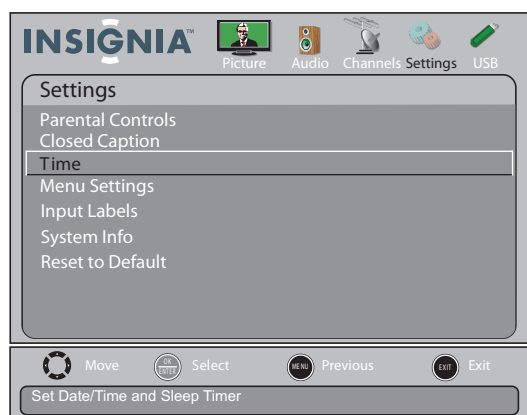 INSIGNIA™
Picture Audio Channels Settings USB
Settings
Parental Controls
Closed Caption
Time
Menu Settings
Input Labels
System Info
Reset to Default
Move OK ENTER Select MENU Previous EXIT Exit
Set Date/Time and Sleep Timer